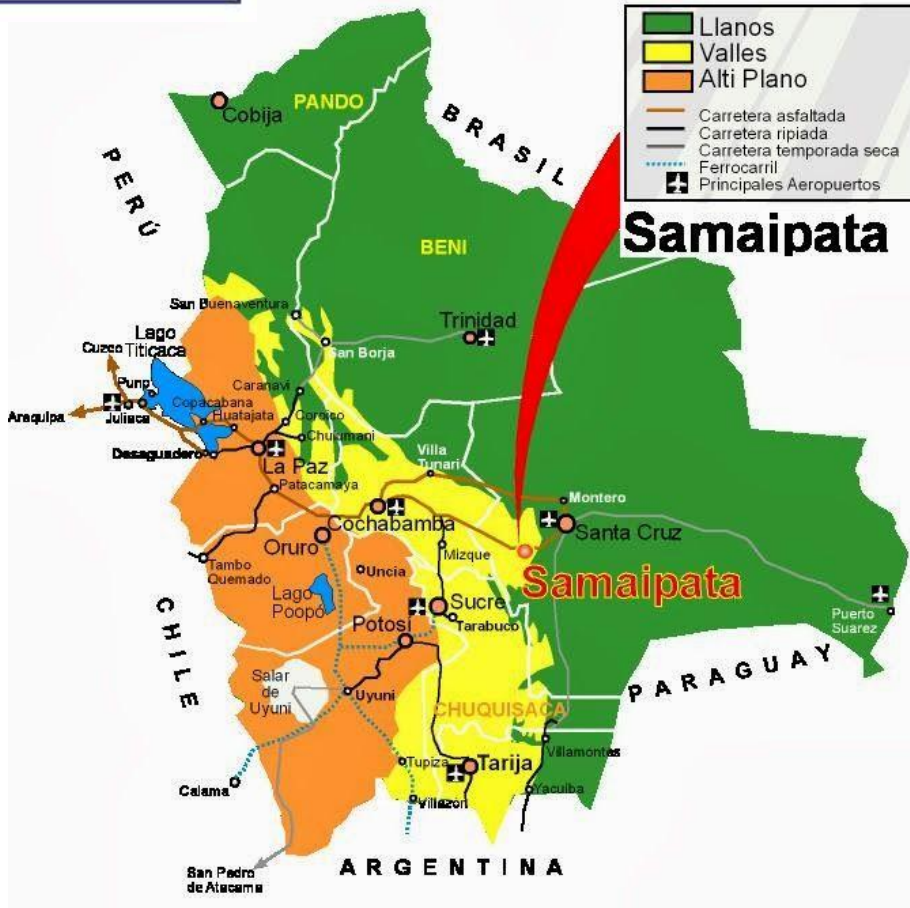 Llanos
Valles
Alti Plano
Carretera asfaltada
Carretera ripiada
Carretera temporada seca
Ferrocarril
Principales Aeropuertos
Samaipata
PANDO
Cobija
BRASIL
PERÚ
BENI
San Buenaventura
Trinidad
Lago
Titicaca
Cuzco
San Borja
Puno
Caranavi
Copacabana
Arequipa
Juliaca
Huatajata
Coroico
Chulamani
Desaguadero
La Paz
Villa
Tunari
Patacamaya
Montero
Cochabamba
Santa Cruz
Oruro
Mizque
Tambo
Quemado
Uncia
Samaipata
Lago
Poopó
Sucre
Tarabuco
Puerto
Suarez
CHILE
Potosí
PARAGUAY
Salar
de
Uyuni
Uyuni
CHUQUISACA
Villamontes
Tupiza
Tarija
Calama
Villazón
Yacuiba
ARGENTINA
San Pedro
de Atacama